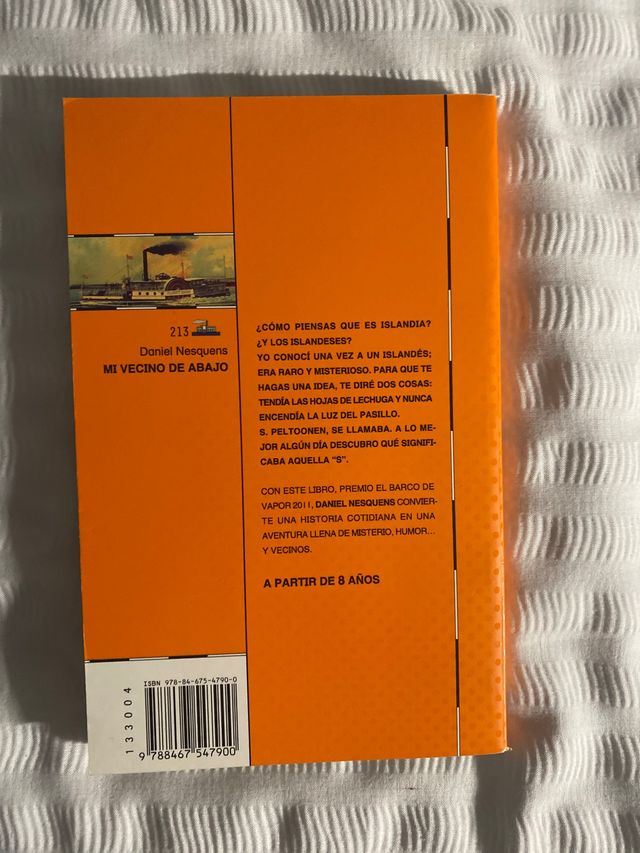 213
Daniel Nesquens
MI VECINO DE ABAJO
¿CÓMO PIENSAS QUE ES ISLANDIA?
¿Y LOS ISLANDESES?
YO CONOCÍ UNA VEZ A UN ISLANDÉS;
ERA RARO Y MISTERIOSO. PARA QUE TE
HAGAS UNA IDEA, TE DIRÉ DOS COSAS:
TENDÍA LAS HOJAS DE LECHUGA Y NUNCA
ENCENDÍA LA LUZ DEL PASILLO.
S. PELTOONEN, SE LLAMABA. A LO ME-
JOR ALGÚN DÍA DESCUBRO QUÉ SIGNIFI-
CABA AQUELLA "S".
CON ESTE LIBRO, PREMIO EL BARCO DE
VAPOR 2011, DANIEL NESQUENS CONVIER-
TE UNA HISTORIA COTIDIANA EN UNA
AVENTURA LLENA DE MISTERIO, HUMOR...
Y VECINOS.
A PARTIR DE 8 AÑOS
ISBN 978-84-675-4790-0
133004
9 788467 547900